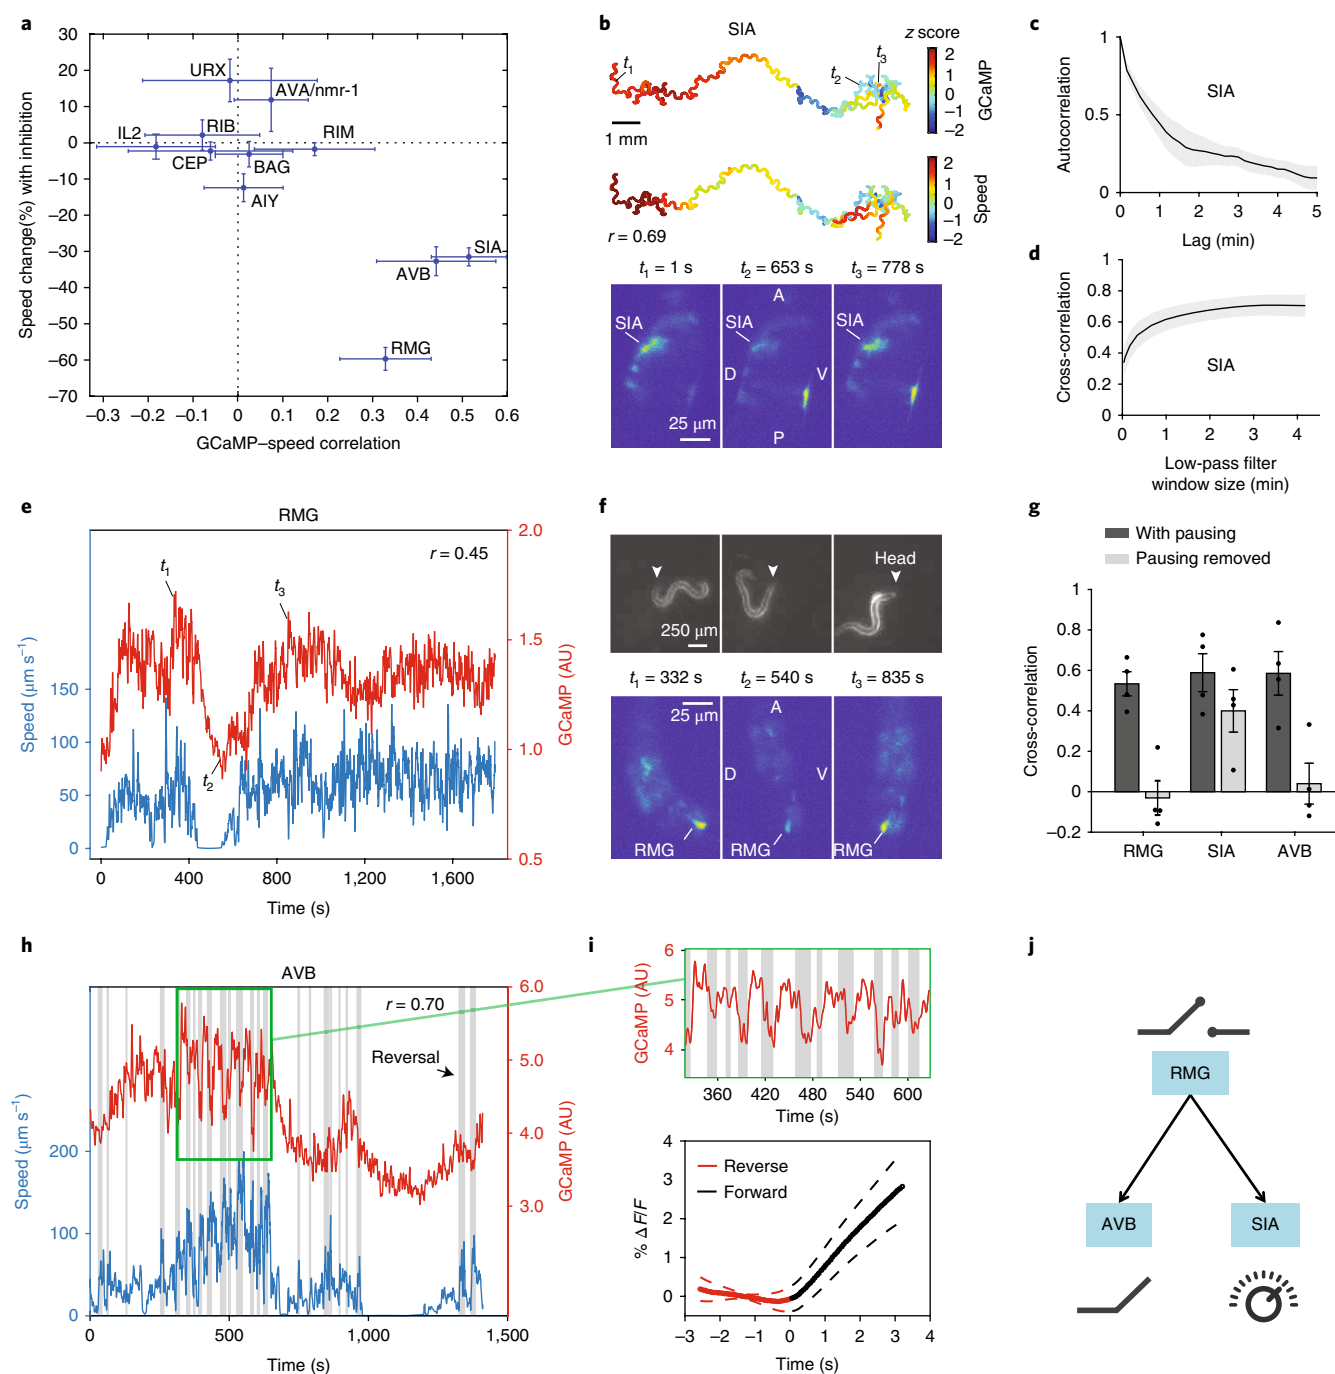 a
30
20
10
0
−10
−20
−30
−40
−50
−60
−70
Speed change(%) with inhibition
URX
AVA/nmr-1
IL2
RIB
RIM
CEP
BAG
AIY
SIA
AVB
RMG
−0.3 −0.2 −0.1 0 0.1 0.2 0.3 0.4 0.5 0.6
GCaMP–speed correlation
b
SIA
z score
t1
t2
t3
1 mm
2
1
0
−1
−2
GCaMP
2
1
0
−1
−2
Speed
r = 0.69
t1 = 1 s t2 = 653 s t3 = 778 s
SIA
SIA
SIA
A
D
V
P
25 μm
c
1
0.5
0
Autocorrelation
SIA
0 1 2 3 4 5
Lag (min)
d
1
0.8
0.6
0.4
0.2
0
Cross-correlation
SIA
0 1 2 3 4
Low-pass filter
window size (min)
e
RMG
r = 0.45
t1
t2
t3
150
100
50
0
Speed (μm s−1)
2.0
1.5
1.0
0.5
GCaMP (AU)
0 400 800 1,200 1,600
Time (s)
f
Head
250 μm
t1 = 332 s t2 = 540 s t3 = 835 s
25 μm
A
D
V
RMG
RMG
RMG
g
With pausing
Pausing removed
1
0.8
0.6
0.4
0.2
0
−0.2
Cross-correlation
RMG SIA AVB
h
AVB
r = 0.70
Reversal
200
100
0
Speed (μm s−1)
6.0
5.0
4.0
3.0
GCaMP (AU)
0 500 1,000 1,500
Time (s)
i
6
5
4
GCaMP (AU)
360 420 480 540 600
Time (s)
4
3
2
1
0
% ΔF/F
Reverse
Forward
−3 −2 −1 0 1 2 3 4
Time (s)
j
RMG
AVB
SIA